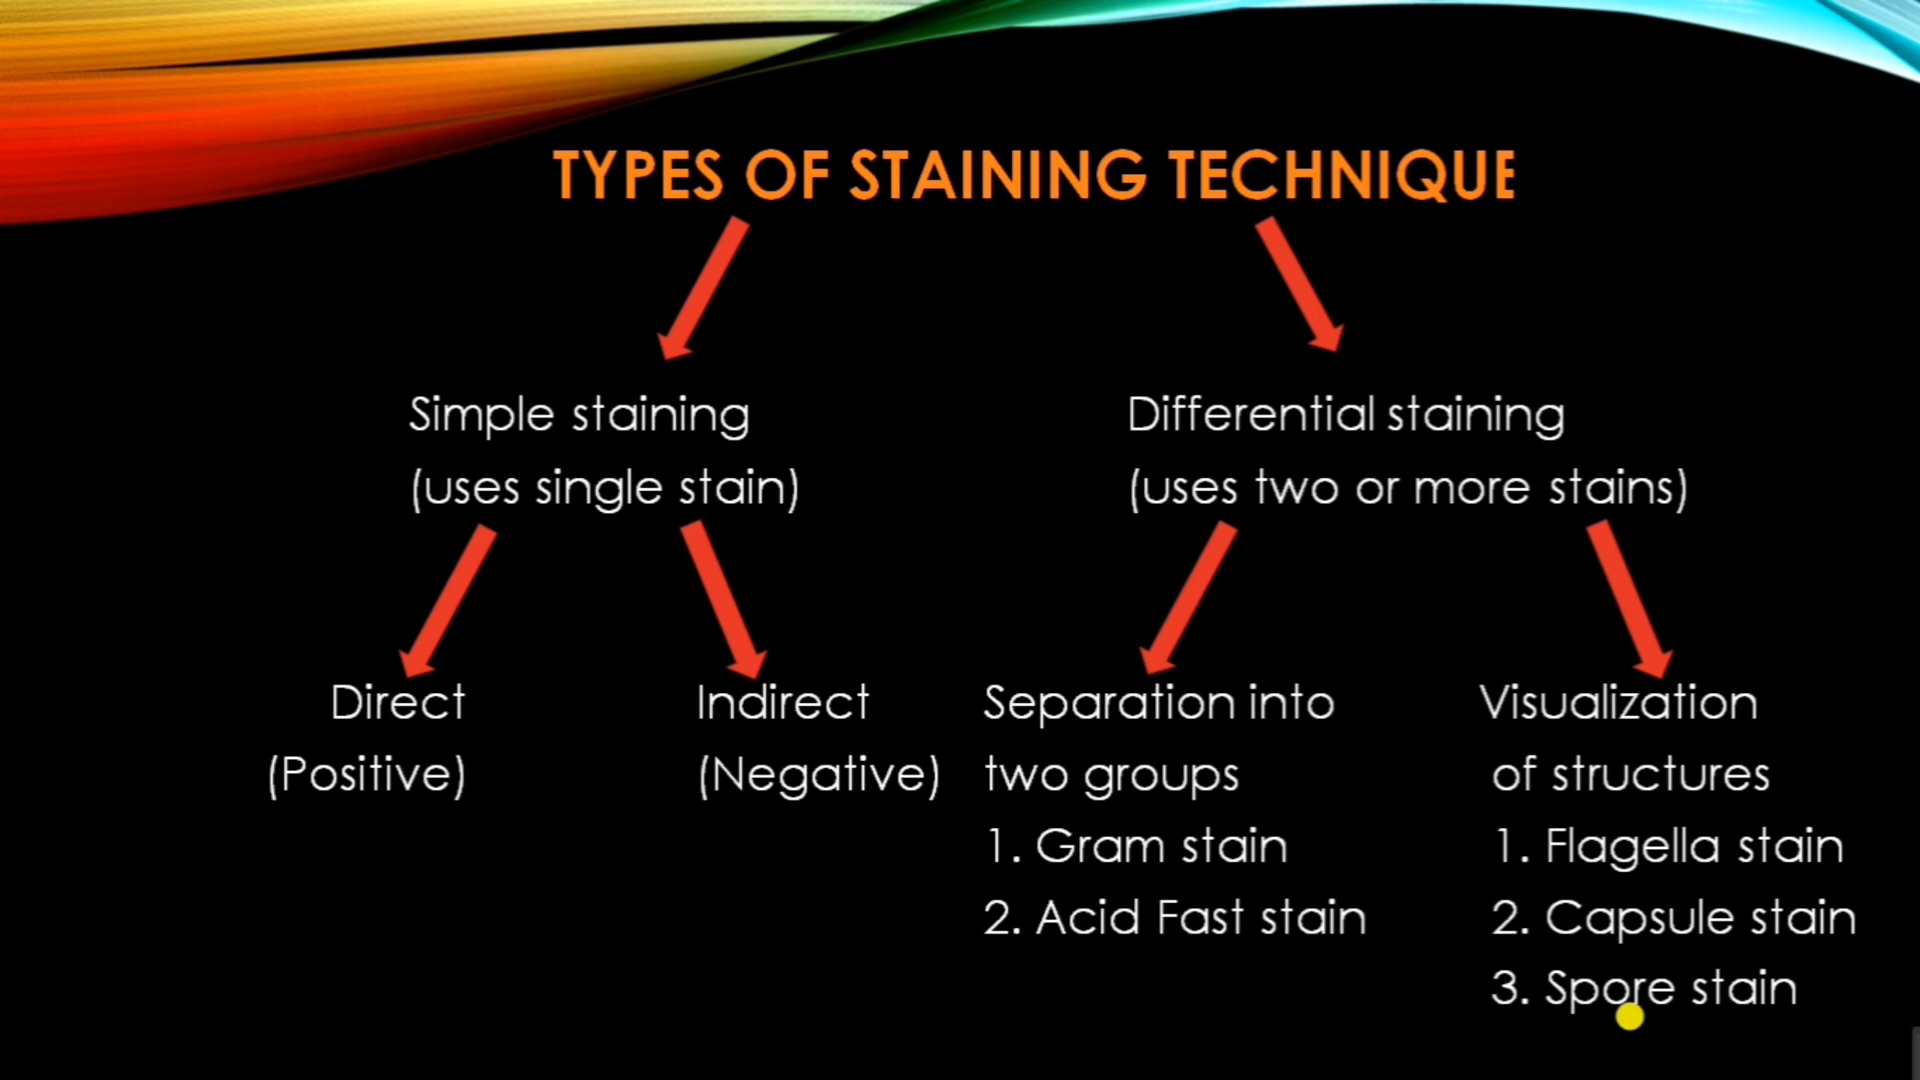 TYPES OF STAINING TECHNIQUE
Simple staining
(uses single stain)
Differential staining
(uses two or more stains)
Direct
(Positive)
Indirect
(Negative)
Separation into
two groups
1. Gram stain
2. Acid Fast stain
Visualization
of structures
1. Flagella stain
2. Capsule stain
3. Spore stain